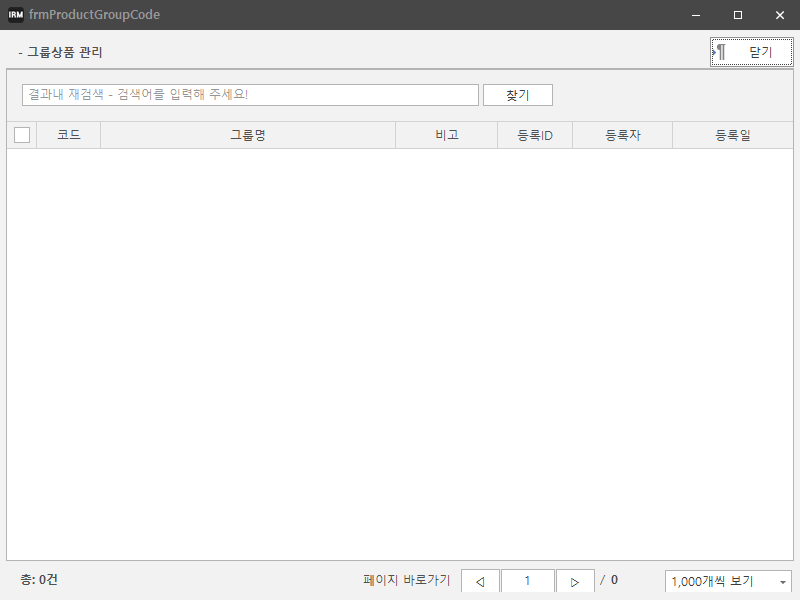 IRM frmProductGroupCode
- 그룹상품 관리
닫기
결과내 재검색 - 검색어를 입력해 주세요!
찾기
코드 그룹명 비고 등록ID 등록자 등록일
총: 0건 페이지 바로가기 1 / 0 1,000개씩 보기